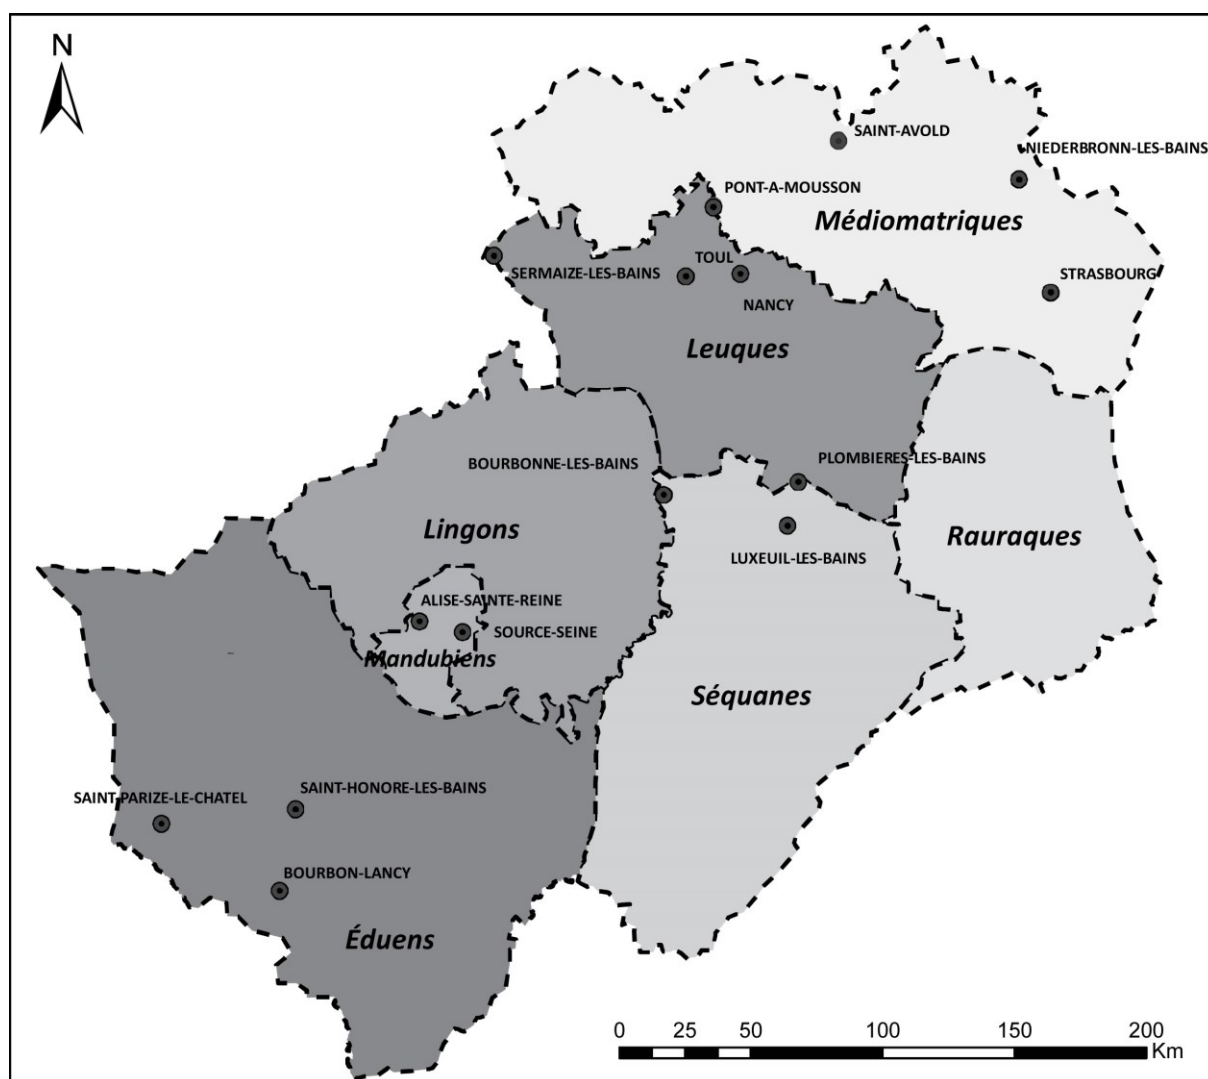 N
SAINT-AVOLD
NIEDERBRONN-LES-BAINS
PONT-A-MOUSSON
Médiomatriques
SERMAIZE-LES-BAINS
TOUL
STRASBOURG
NANCY
Leuques
BOURBONNE-LES-BAINS
PLOMBIERES-LES-BAINS
Lingons
Rauraques
LUXEUIL-LES-BAINS
ALISE-SAINTE-REINE
SOURCE-SEINE
Mandubiens
Séquanes
SAINT-HONORE-LES-BAINS
SAINT-PARIZE-LE-CHATEL
BOURBON-LANCY
Éduens
0 25 50 100 150 200
Km